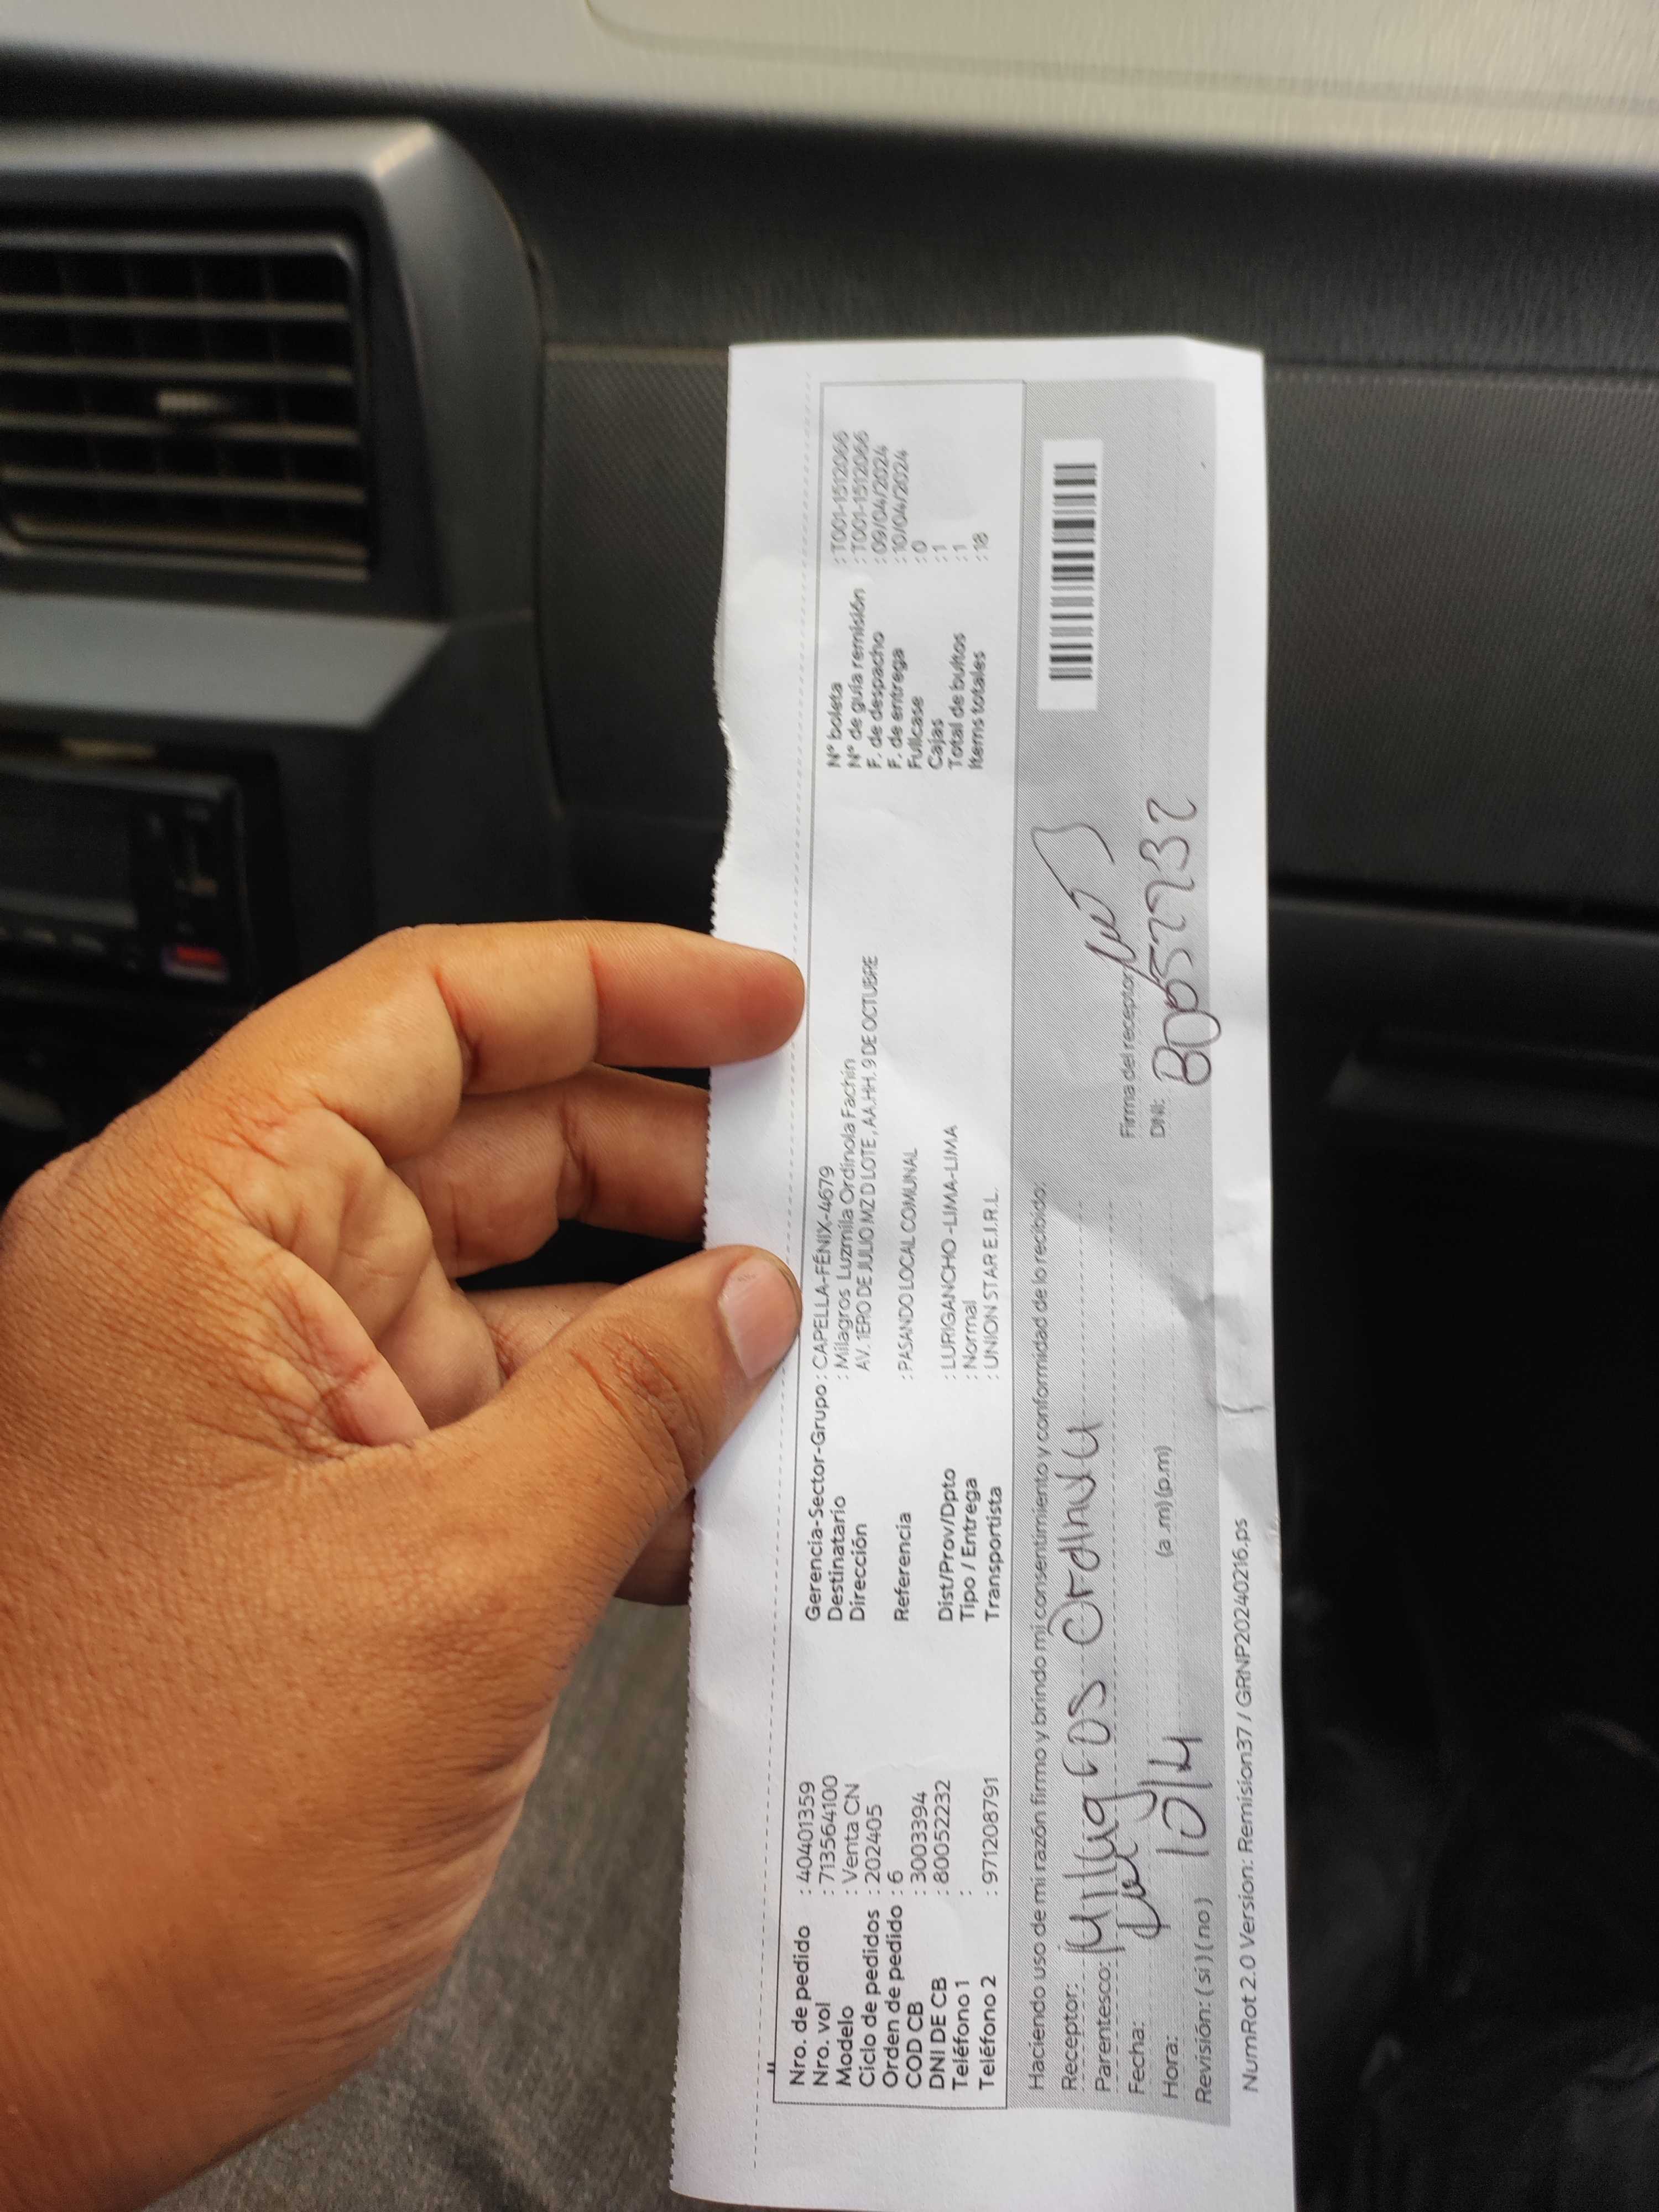 Nro. de pedido : 40401359
Nro. vol : 713564100
Modelo : Venta CN
Ciclo de pedidos : 202405
Orden de pedido : 6
COD CB : 3003394
DNI DE CB : 80052232
Teléfono 1 :
Teléfono 2 : 971208791
Gerencia-Sector-Grupo : CAPELLA-FÉNIX-4679
Destinatario : Milagros Luzmila Ordinola Fachin
Dirección AV. 1ERO DE JULIO MZ D LOTE , AA.HH. 9 DE OCTUBRE
Referencia : PASANDO LOCAL COMUNAL
Dist/Prov/Dpto : LURIGANCHO -LIMA-LIMA
Tipo / Entrega : Normal
Transportista : UNION STAR E.I.R.L.
N° boleta : T001-1512066
N° de guía remisión : T001-1512066
F. de despacho : 09/04/2024
F. de entrega : 10/04/2024
Fullcase : 0
Cajas : 1
Total de bultos : 1
Items totales : 18
Haciendo uso de mi razón firmo y brindo mi consentimiento y conformidad de lo recibido:
Receptor: Milagros
Parentesco:
Fecha: 10/4
Hora: (a .m) (p.m)
Revisión: ( si ) ( no )
Firma del receptor:
DNI:
NumRot 2.0 Version: Remision37 / GRNP20240216.ps